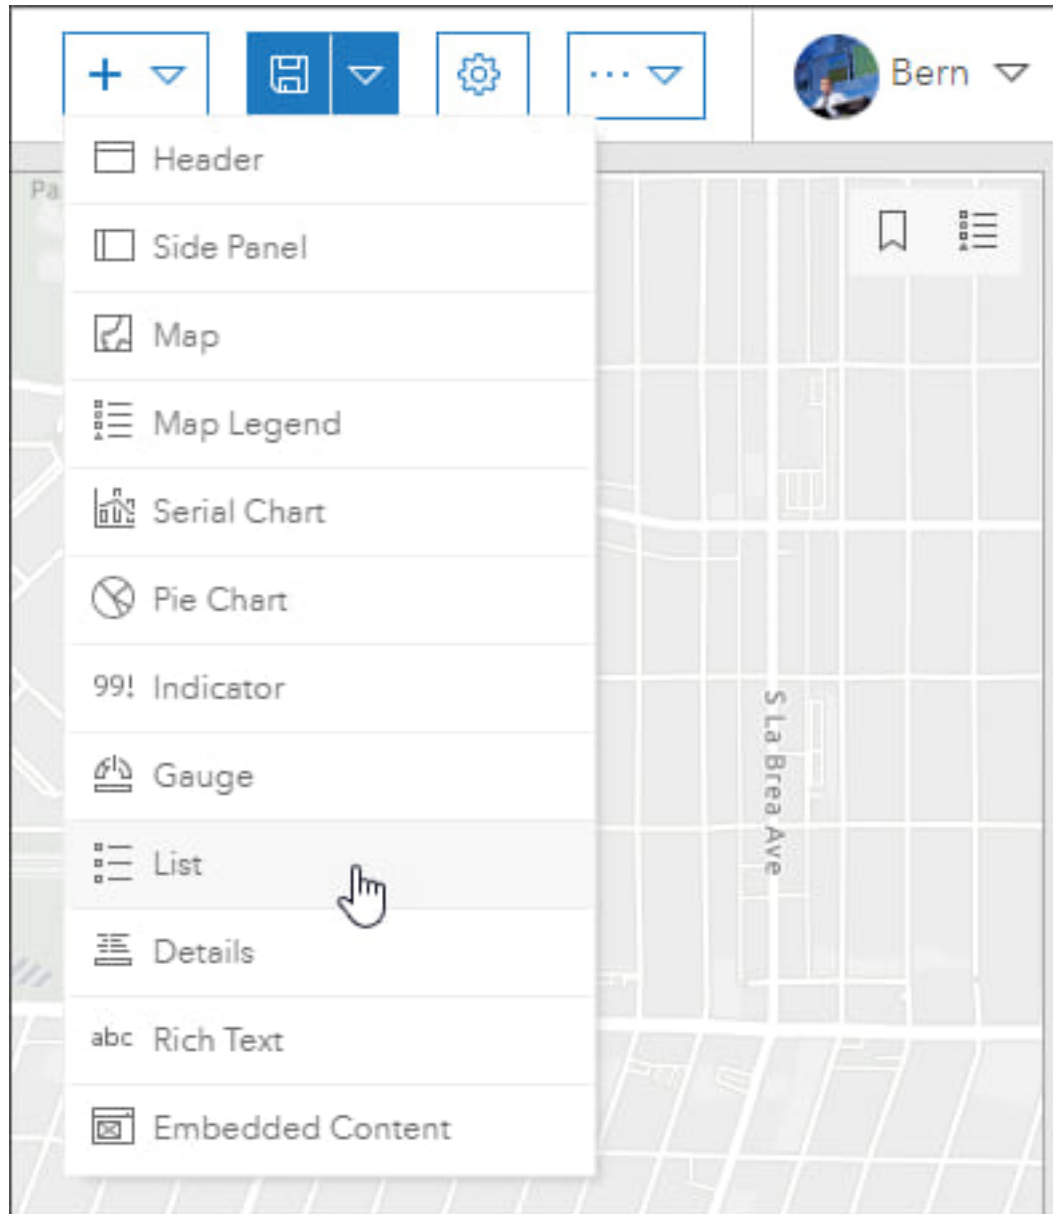 Bern
Header
Pa
Side Panel
Map
Map Legend
Serial Chart
Pie Chart
99! Indicator
Gauge
List
Details
abc Rich Text
Embedded Content
S La Brea Ave